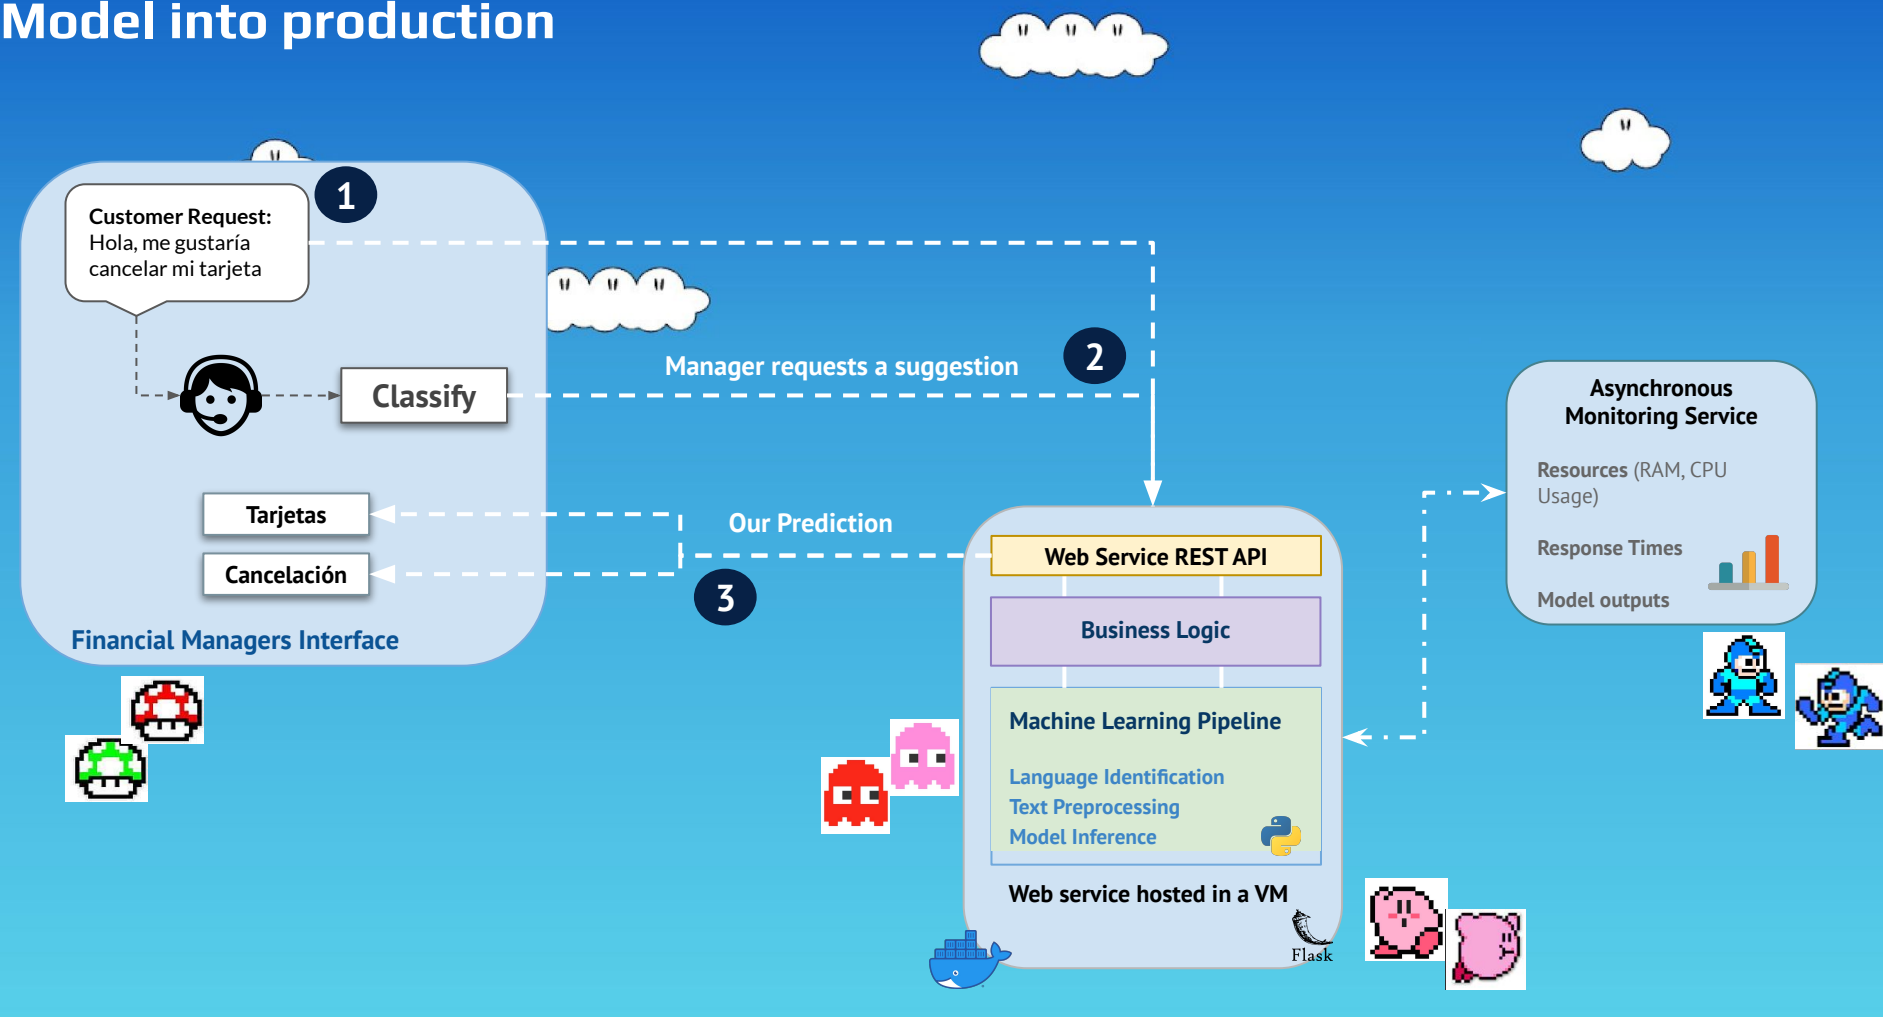 Model into production
1
Customer Request:
Hola, me gustaría
cancelar mi tarjeta
Manager requests a suggestion
2
Classify
Asynchronous
Monitoring Service
Resources (RAM, CPU
Usage)
Response Times
Model outputs
Tarjetas
Cancelación
Our Prediction
3
Financial Managers Interface
Web Service REST API
Business Logic
Machine Learning Pipeline
Language Identification
Text Preprocessing
Model Inference
Web service hosted in a VM
Flask